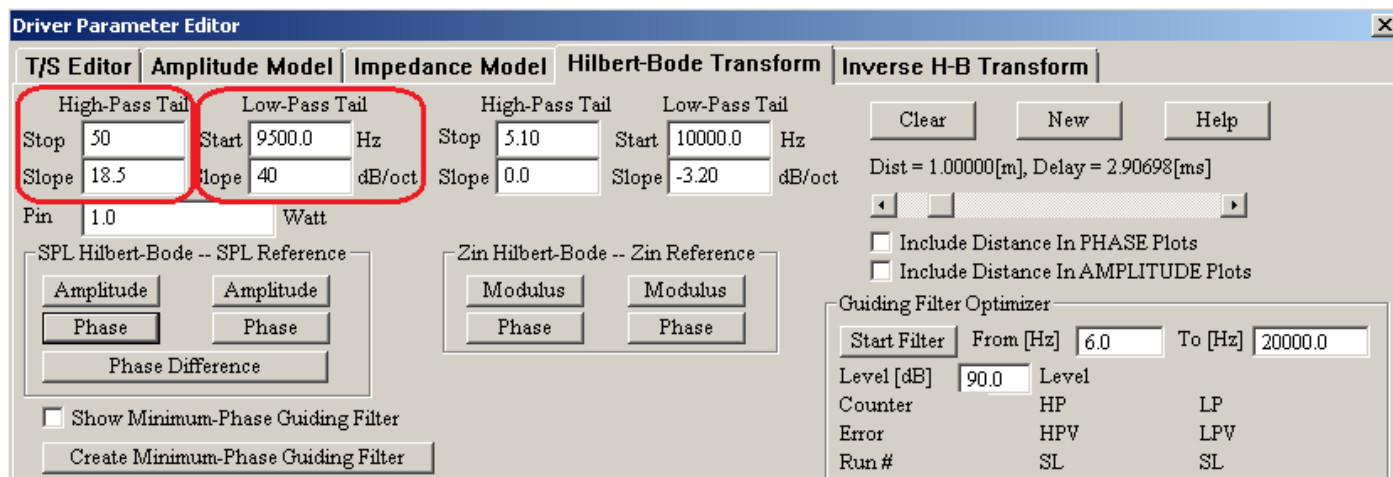 Driver Parameter Editor
T/S Editor Amplitude Model Impedance Model Hilbert-Bode Transform Inverse H-B Transform
High-Pass Tail Low-Pass Tail High-Pass Tail Low-Pass Tail Clear New Help
Stop 50 Start 9500.0 Hz Stop 5.10 Start 10000.0 Hz
Slope 18.5 Slope 40 dB/oct Slope 0.0 Slope -3.20 dB/oct Dist = 1.00000[m], Delay = 2.90698[ms]
Pin 1.0 Watt
Include Distance In PHASE Plots
SPL Hilbert-Bode -- SPL Reference Zin Hilbert-Bode -- Zin Reference
Include Distance In AMPLITUDE Plots
Amplitude Amplitude Modulus Modulus
Guiding Filter Optimizer
Phase Phase Phase Phase
Start Filter From [Hz] 6.0 To [Hz] 20000.0
Phase Difference
Level [dB] 90.0 Level
Counter HP LP
Show Minimum-Phase Guiding Filter
Error HPV LPV
Create Minimum-Phase Guiding Filter
Run # SL SL